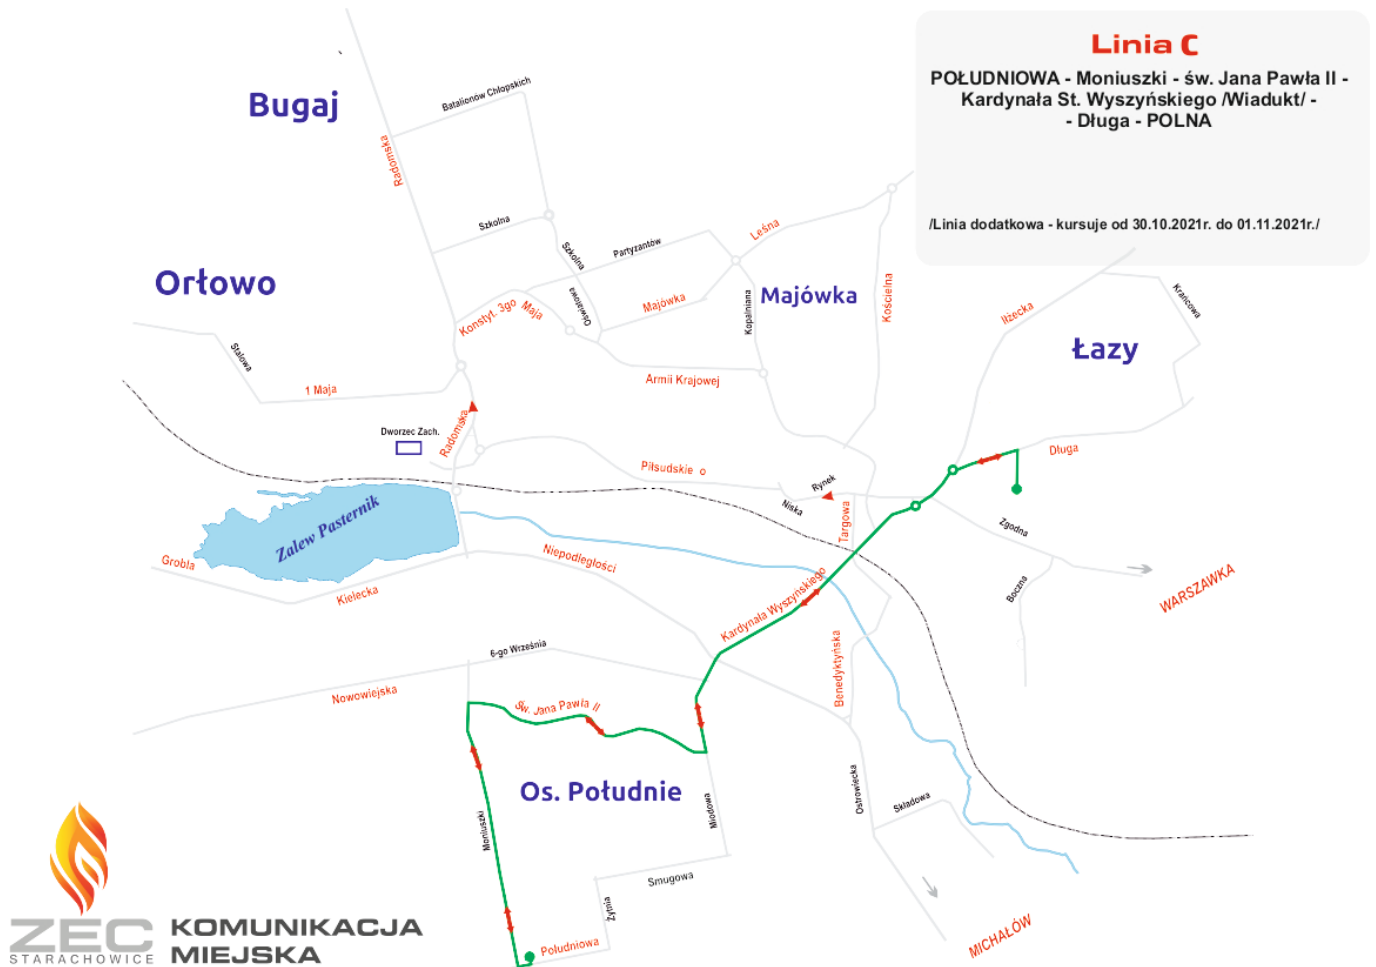 Linia C
POŁUDNIOWA - Moniuszki - św. Jana Pawła II -
Kardynała St. Wyszyńskiego /Wiadukt/ -
- Długa - POLNA
/Linia dodatkowa - kursuje od 30.10.2021r. do 01.11.2021r./
Bugaj
Batalionów Chłopskich
Radomska
Szkolna
Szkolna
Partyzantów
Leśna
Orłowo
Oświatowa
Konstyt. 3go Maja
Majówka
Kopalniana
Majówka
Kościelna
Iłżecka
Krańcowa
Łazy
Stalowa
1 Maja
Armii Krajowej
Dworzec Zach.
Radomska
Piłsudskie o
Rynek
Niska
Targowa
Długa
Zgodna
Boczna
WARSZAWKA
Zalew Pasternik
Grobla
Kielecka
Niepodległości
Kardynała Wyszyńskiego
Benedyktyńska
6-go Września
Nowowiejska
Św. Jana Pawła II
Os. Południe
Moniuszki
Miodowa
Ostrowiecka
Składowa
Smugowa
Żytnia
Południowa
MICHAŁÓW
ZEC
STARACHOWICE
KOMUNIKACJA
MIEJSKA